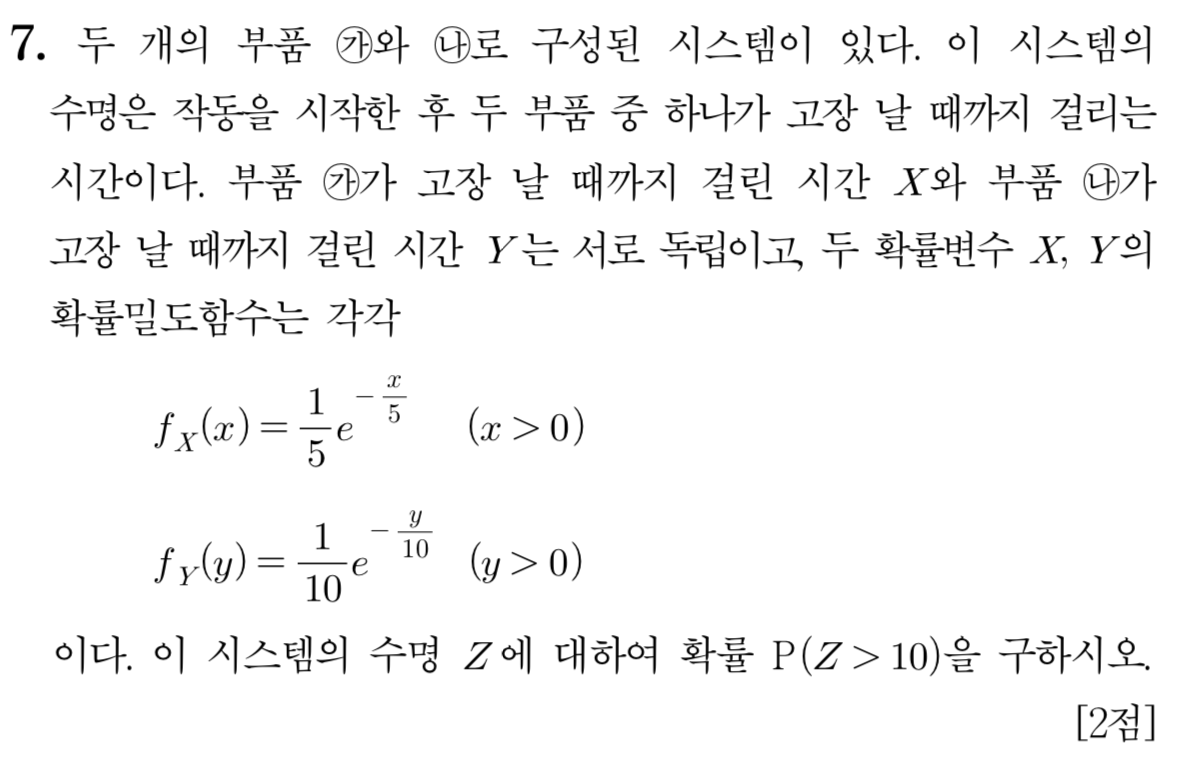 7. 두 개의 부품 ㉮와 ㉯로 구성된 시스템이 있다. 이 시스템의
수명은 작동을 시작한 후 두 부품 중 하나가 고장 날 때까지 걸리는
시간이다. 부품 ㉮가 고장 날 때까지 걸린 시간 X와 부품 ㉯가
고장 날 때까지 걸린 시간 Y는 서로 독립이고, 두 확률변수 X, Y의
확률밀도함수는 각각
f_X(x) = \frac{1}{5}e^{-\frac{x}{5}} (x > 0)
f_Y(y) = \frac{1}{10}e^{-\frac{y}{10}} (y > 0)
이다. 이 시스템의 수명 Z에 대하여 확률 P(Z > 10)을 구하시오.
[2점]